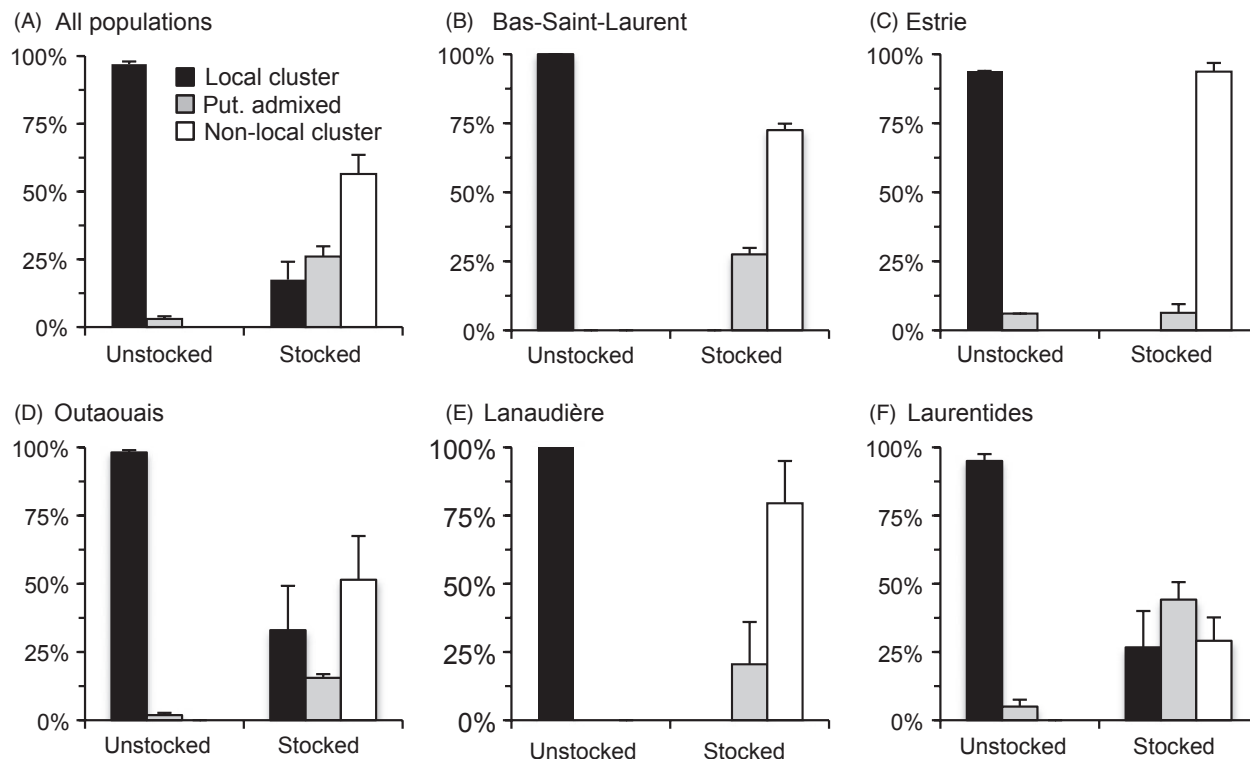 (A) All populations
100%
75%
50%
25%
0%
Local cluster
Put. admixed
Non-local cluster
Unstocked Stocked
(B) Bas-Saint-Laurent
100%
75%
50%
25%
0%
Unstocked Stocked
(C) Estrie
100%
75%
50%
25%
0%
Unstocked Stocked
(D) Outaouais
100%
75%
50%
25%
0%
Unstocked Stocked
(E) Lanaudière
100%
75%
50%
25%
0%
Unstocked Stocked
(F) Laurentides
100%
75%
50%
25%
0%
Unstocked Stocked